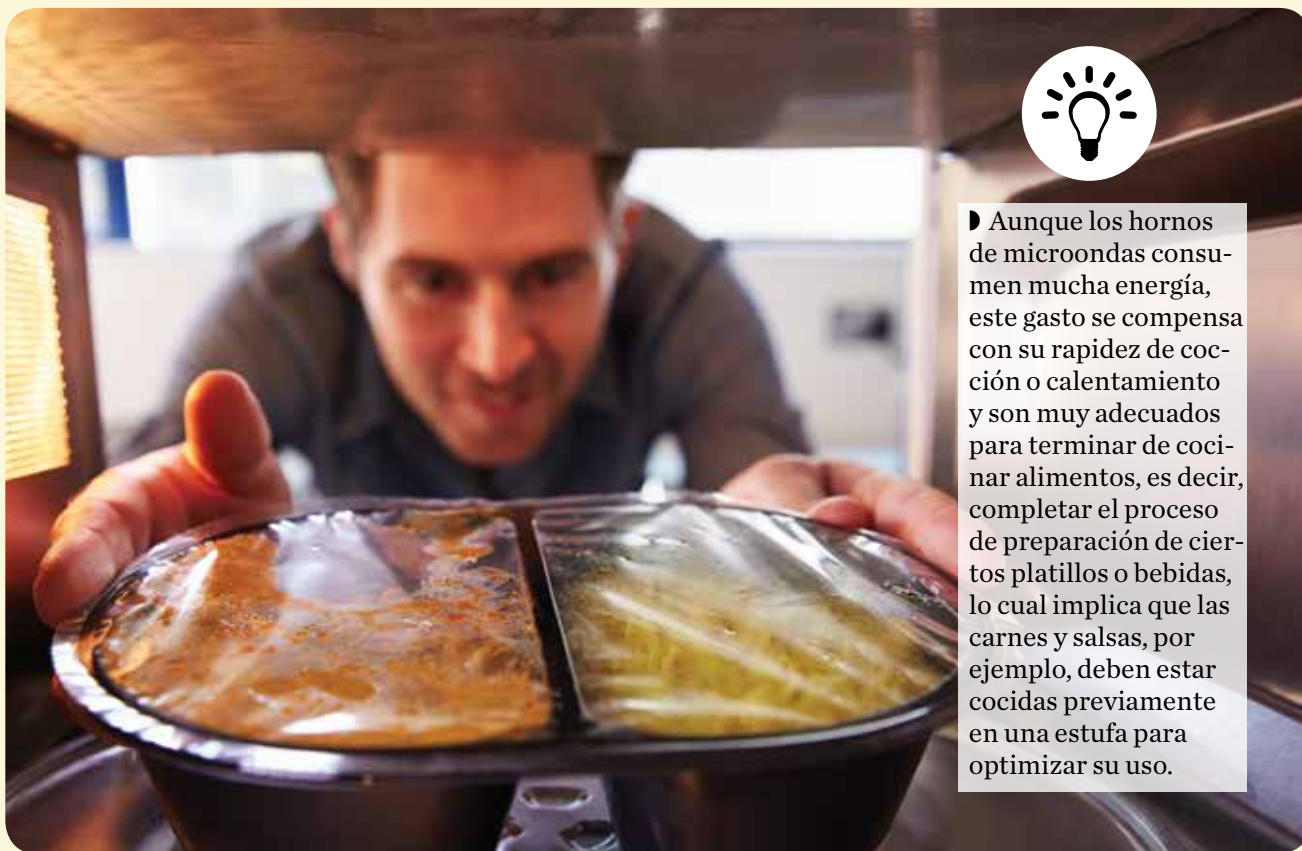 ◗ Aunque los hornos
de microondas consu-
men mucha energía,
este gasto se compensa
con su rapidez de coc-
ción o calentamiento
y son muy adecuados
para terminar de coci-
nar alimentos, es decir,
completar el proceso
de preparación de cier-
tos platillos o bebidas,
lo cual implica que las
carnes y salsas, por
ejemplo, deben estar
cocidas previamente
en una estufa para
optimizar su uso.